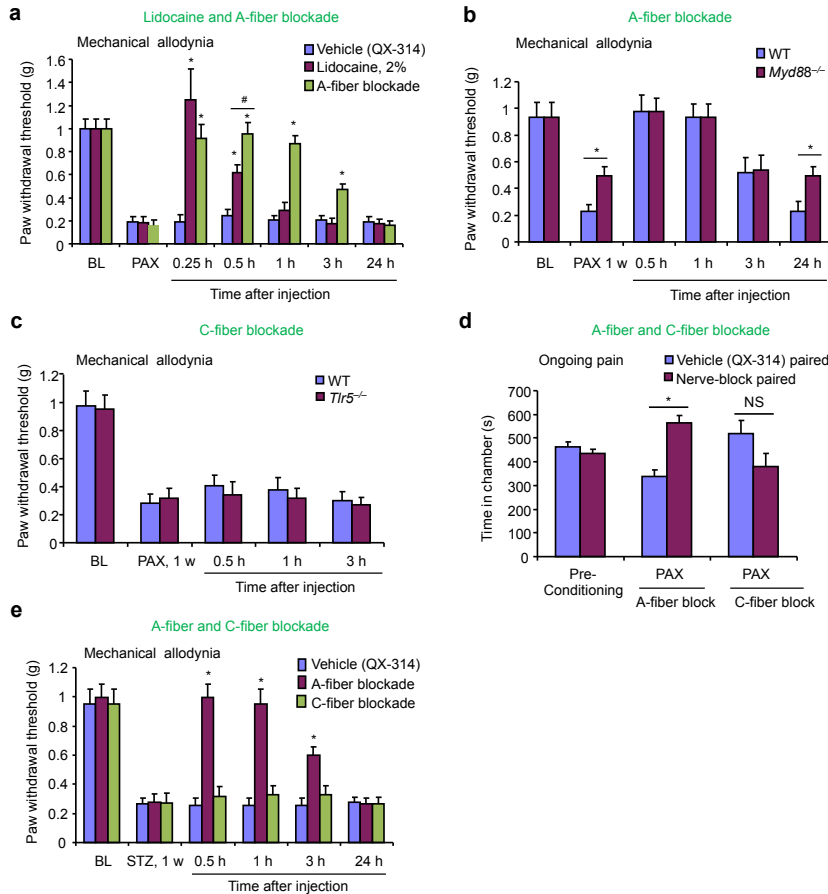 a
Lidocaine and A-fiber blockade
Mechanical allodynia
Vehicle (QX-314)
Lidocaine, 2%
A-fiber blockade
Paw withdrawal threshold (g)
1.6
1.4
1.2
1
0.8
0.6
0.4
0.2
0
* * * # * * *
BL PAX 0.25 h 0.5 h 1 h 3 h 24 h
Time after injection
b
A-fiber blockade
Mechanical allodynia
WT
Myd88–/–
Paw withdrawal threshold (g)
1.2
1
0.8
0.6
0.4
0.2
0
* *
BL PAX 1 w 0.5 h 1 h 3 h 24 h
Time after injection
c
C-fiber blockade
Mechanical allodynia
WT
Tlr5–/–
Paw withdrawal threshold (g)
1.2
1
0.8
0.6
0.4
0.2
0
BL PAX, 1 w 0.5 h 1 h 3 h
Time after injection
d
A-fiber and C-fiber blockade
Ongoing pain
Vehicle (QX-314) paired
Nerve-block paired
Time in chamber (s)
700
600
500
400
300
200
100
0
* NS
Pre-
Conditioning
PAX PAX
A-fiber block C-fiber block
e
A-fiber and C-fiber blockade
Mechanical allodynia
Vehicle (QX-314)
A-fiber blockade
C-fiber blockade
Paw withdrawal threshold (g)
1.2
1
0.8
0.6
0.4
0.2
0
* * *
BL STZ, 1 w 0.5 h 1 h 3 h 24 h
Time after injection